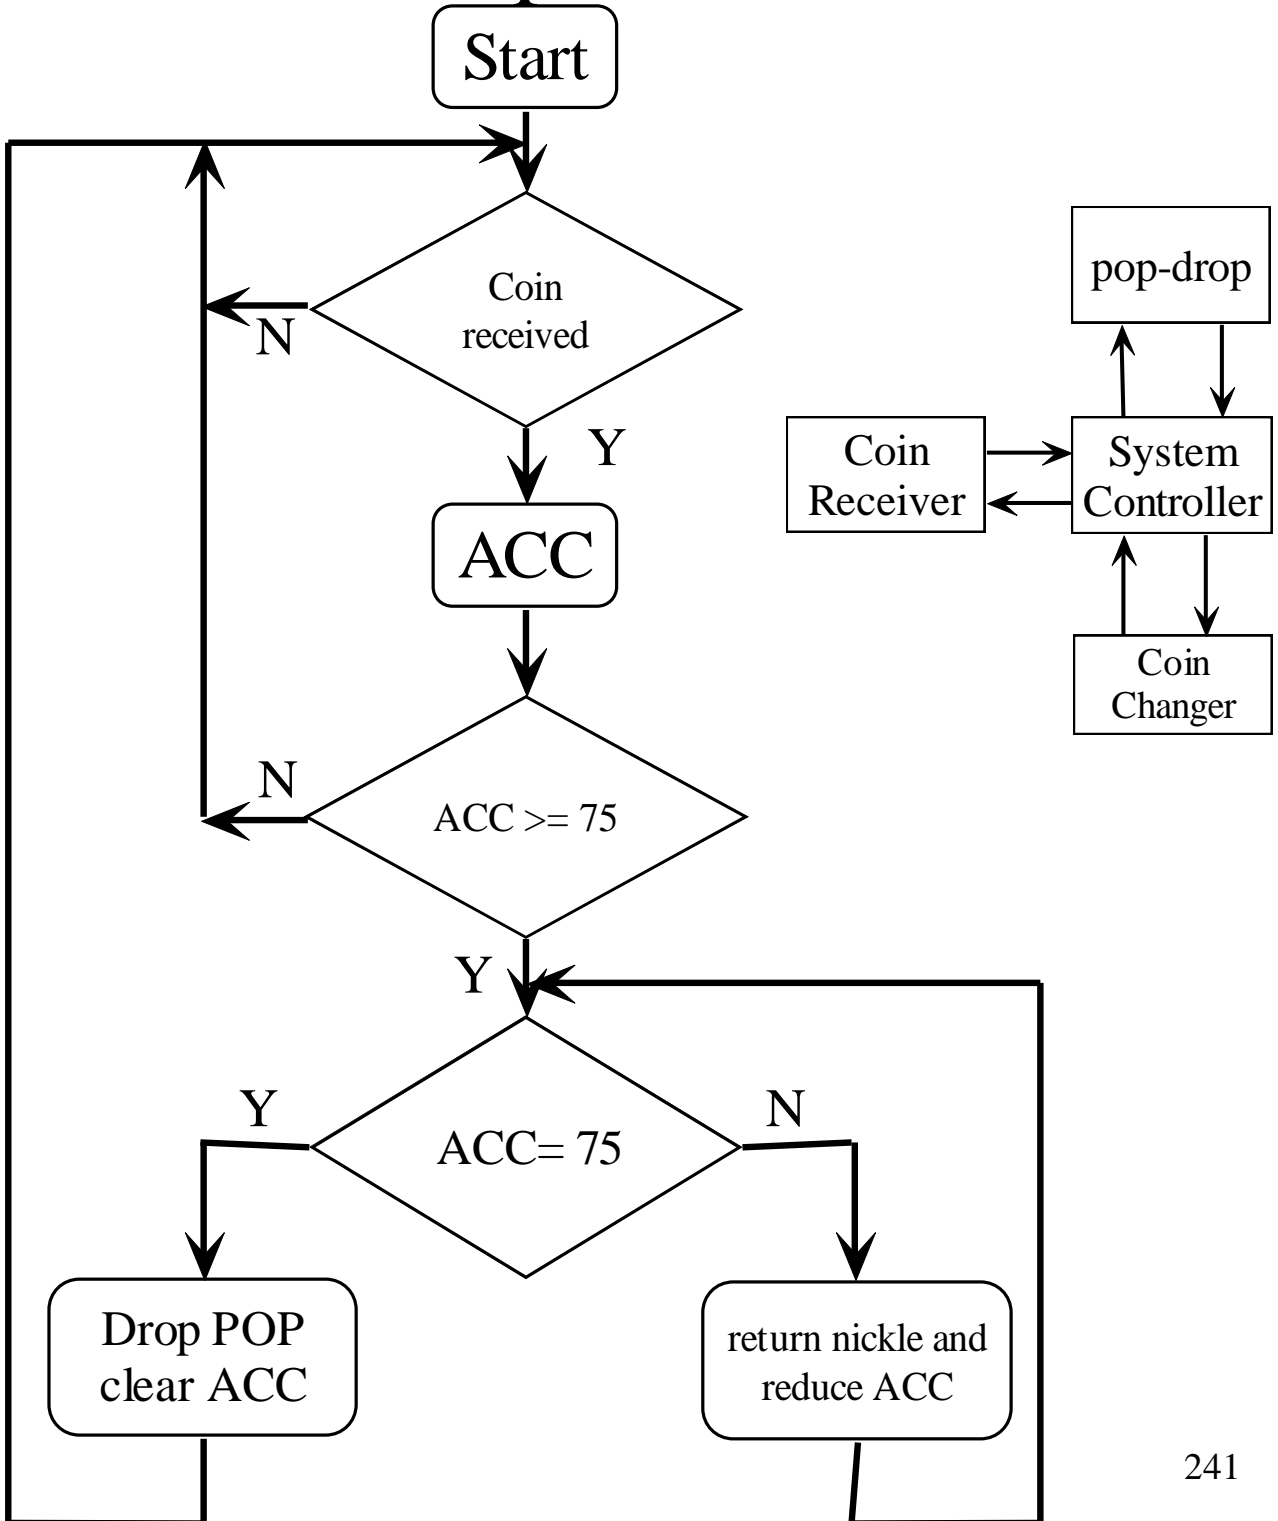 Start
Coin
received
N
Y
ACC
N
ACC >= 75
Y
Y
ACC= 75
N
Drop POP
clear ACC
return nickle and
reduce ACC
pop-drop
Coin
Receiver
System
Controller
Coin
Changer
241